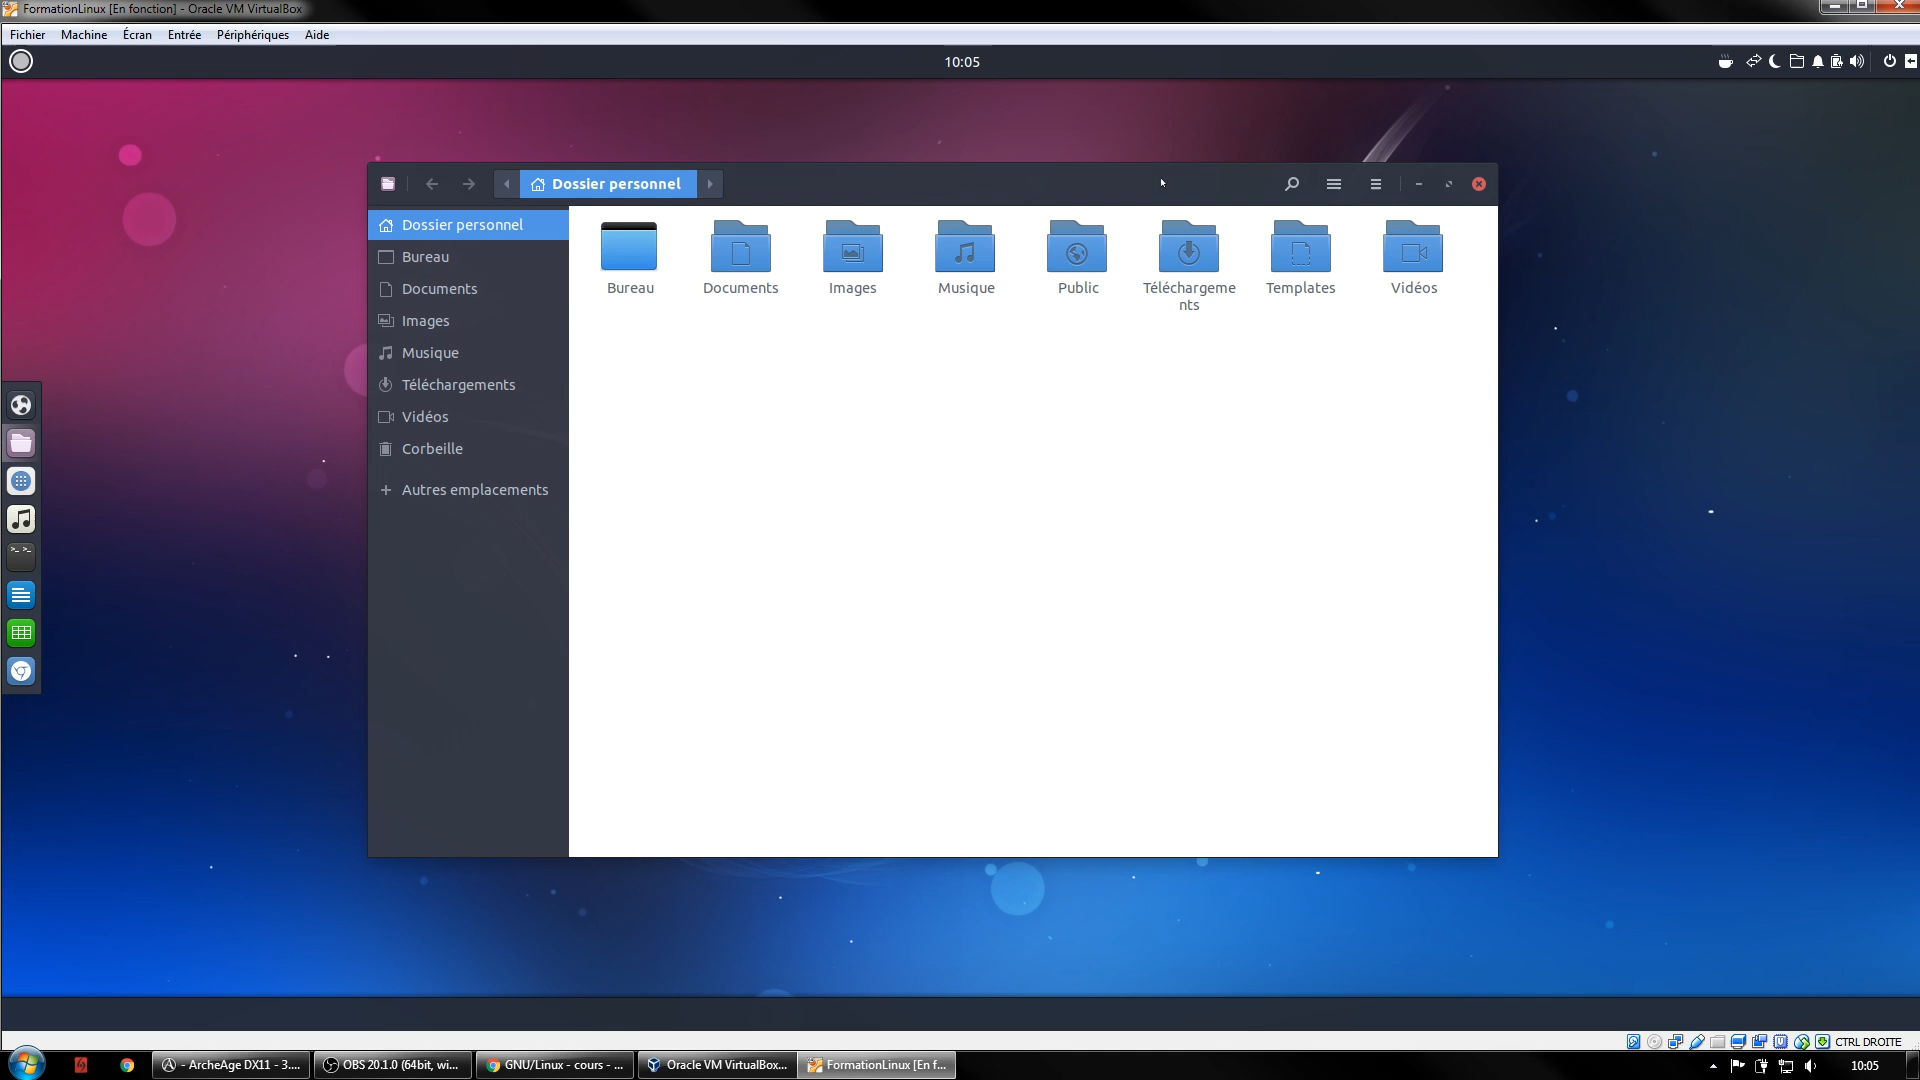 FormationLinux [En fonction] - Oracle VM VirtualBox
Fichier Machine Écran Entrée Périphériques Aide
10:05
Dossier personnel
Dossier personnel
Bureau
Documents
Images
Musique
Téléchargements
Vidéos
Corbeille
+ Autres emplacements
Bureau
Documents
Images
Musique
Public
Téléchargeme
nts
Templates
Vidéos
CTRL DROITE
- ArcheAge DX11 - 3....
OBS 20.1.0 (64bit, wi...
GNU/Linux - cours - ...
Oracle VM VirtualBox...
FormationLinux [En f...
10:05